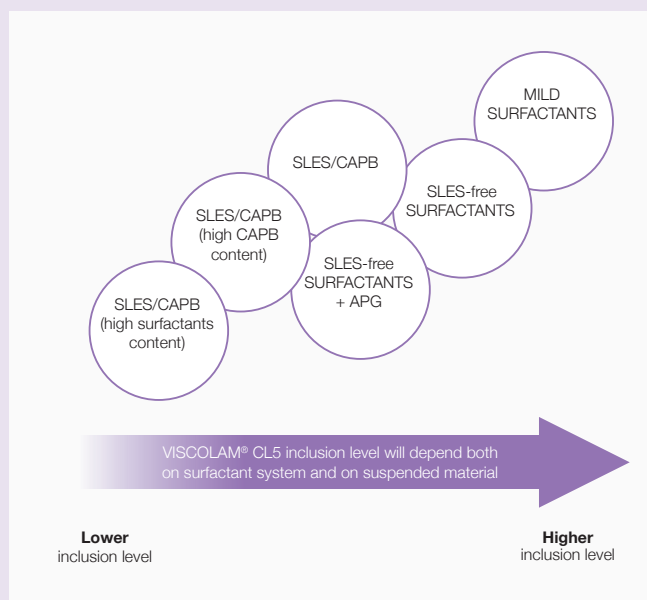 MILD
SURFACTANTS
SLES/CAPB
SLES-free
SURFACTANTS
SLES/CAPB
(high CAPB
content)
SLES-free
SURFACTANTS
+ APG
SLES/CAPB
(high surfactants
content)
VISCOLAM® CL5 inclusion level will depend both
on surfactant system and on suspended material
Lower
inclusion level
Higher
inclusion level